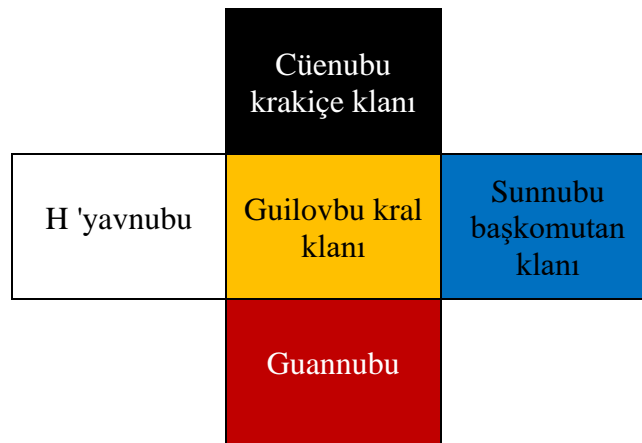 Cüenubu
krakiçe klanı
H 'yavnubu
Guilovbu kral
klanı
Sunnubu
başkomutan
klanı
Guannubu